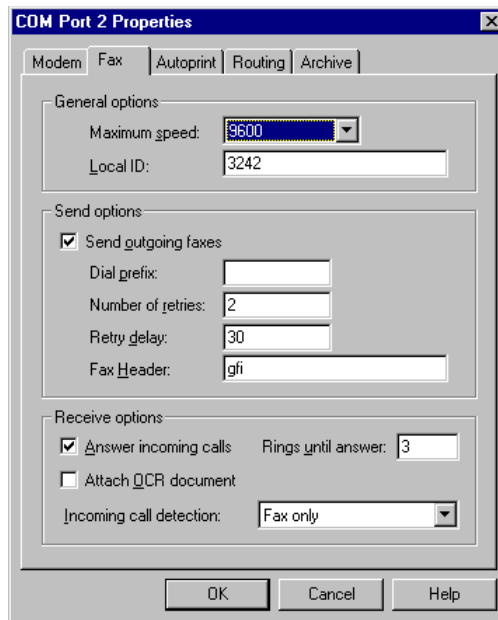 COM Port 2 Properties
Modem Fax Autoprint Routing Archive
General options
Maximum speed: 9600
Local ID: 3242
Send options
Send outgoing faxes
Dial prefix:
Number of retries: 2
Retry delay: 30
Fax Header: gfi
Receive options
Answer incoming calls Rings until answer: 3
Attach OCR document
Incoming call detection: Fax only
OK Cancel Help